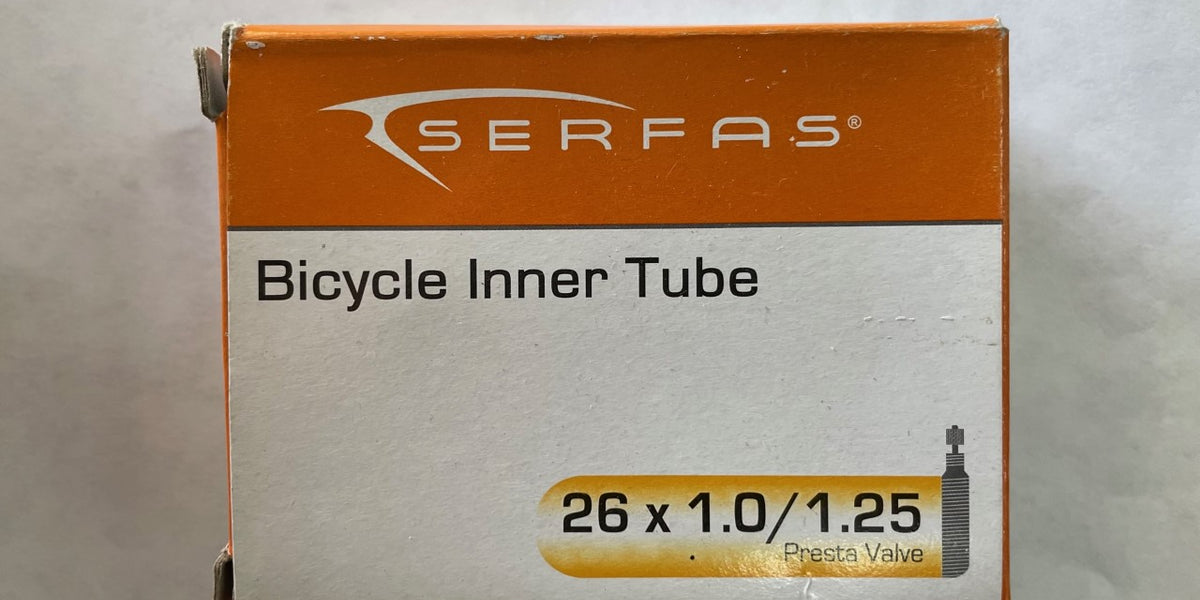 SERFAS®
Bicycle Inner Tube
26 x 1.0/1.25
Presta Valve